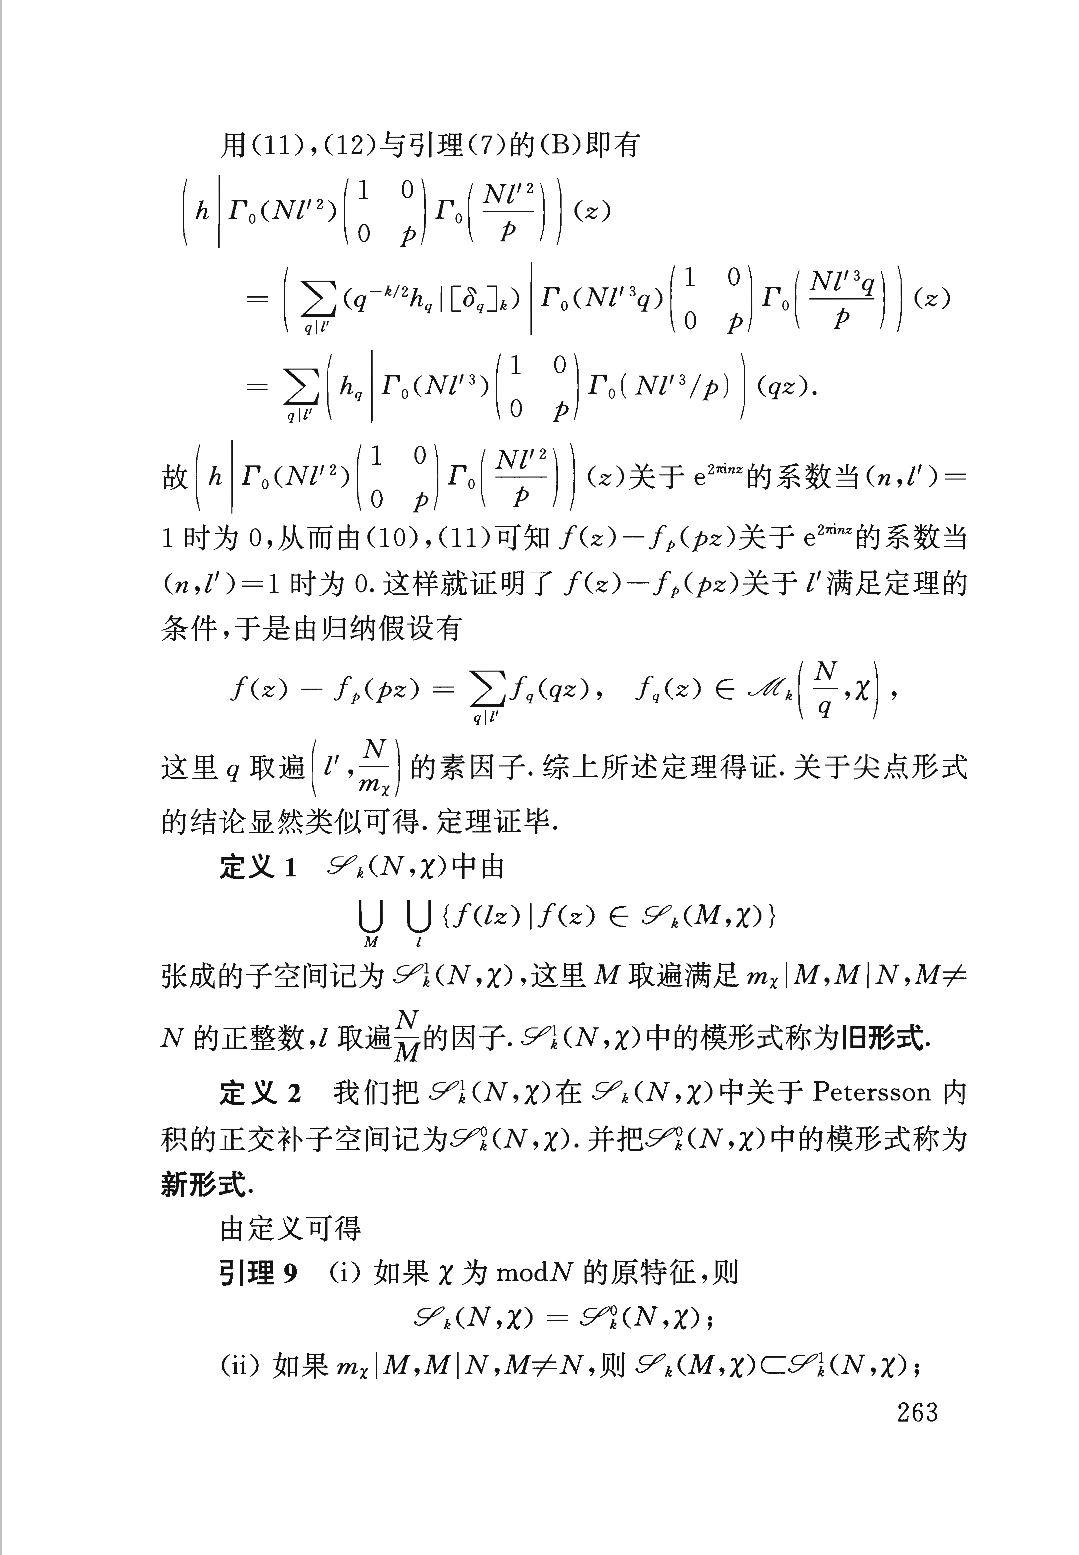 用(11),(12)与引理(7)的(B)即有
$\left(h\left|\Gamma_0(Nl'^2)\begin{pmatrix}1&0\\0&p\end{pmatrix}\Gamma_0\left(\frac{Nl'^2}{p}\right)\right.\right)(z)$
$=\left(\sum_{q|l'}(q^{-k/2}h_q|[\delta_q]_k)\left|\Gamma_0(Nl'^3q)\begin{pmatrix}1&0\\0&p\end{pmatrix}\Gamma_0\left(\frac{Nl'^3q}{p}\right)\right.\right)(z)$
$=\sum_{q|l'}\left(h_q\left|\Gamma_0(Nl'^3)\begin{pmatrix}1&0\\0&p\end{pmatrix}\Gamma_0(Nl'^3/p)\right.\right)(qz).$
故$\left(h\left|\Gamma_0(Nl'^2)\begin{pmatrix}1&0\\0&p\end{pmatrix}\Gamma_0\left(\frac{Nl'^2}{p}\right)\right.\right)(z)$关于 $e^{2\pi inz}$的系数当$(n,l')=$
1 时为 0,从而由(10),(11)可知 $f(z)-f_p(pz)$关于 $e^{2\pi inz}$的系数当
$(n,l')=1$ 时为 0. 这样就证明了 $f(z)-f_p(pz)$关于 $l'$满足定理的
条件,于是由归纳假设有
$f(z)-f_p(pz)=\sum_{q|l'}f_q(qz),\quad f_q(z)\in\mathscr{M}_k\left(\frac{N}{q},\chi\right),$
这里 $q$ 取遍$\left(l',\frac{N}{m_\chi}\right)$的素因子. 综上所述定理得证. 关于尖点形式
的结论显然类似可得. 定理证毕.
定义 1 $\mathscr{S}_k(N,\chi)$中由
$\bigcup_M\bigcup_l\{f(lz)|f(z)\in\mathscr{S}_k(M,\chi)\}$
张成的子空间记为 $\mathscr{S}_k^1(N,\chi)$,这里 $M$ 取遍满足 $m_\chi|M,M|N,M\neq$
$N$ 的正整数,$l$ 取遍$\frac{N}{M}$的因子. $\mathscr{S}_k^1(N,\chi)$中的模形式称为旧形式.
定义 2 我们把 $\mathscr{S}_k^1(N,\chi)$在 $\mathscr{S}_k(N,\chi)$中关于 Petersson 内
积的正交补子空间记为$\mathscr{S}_k^0(N,\chi)$. 并把$\mathscr{S}_k^0(N,\chi)$中的模形式称为
新形式.
由定义可得
引理 9 (i) 如果 $\chi$ 为 mod$N$ 的原特征,则
$\mathscr{S}_k(N,\chi)=\mathscr{S}_k^0(N,\chi);$
(ii) 如果 $m_\chi|M,M|N,M\neq N$,则 $\mathscr{S}_k(M,\chi)\subset\mathscr{S}_k^1(N,\chi);$
263